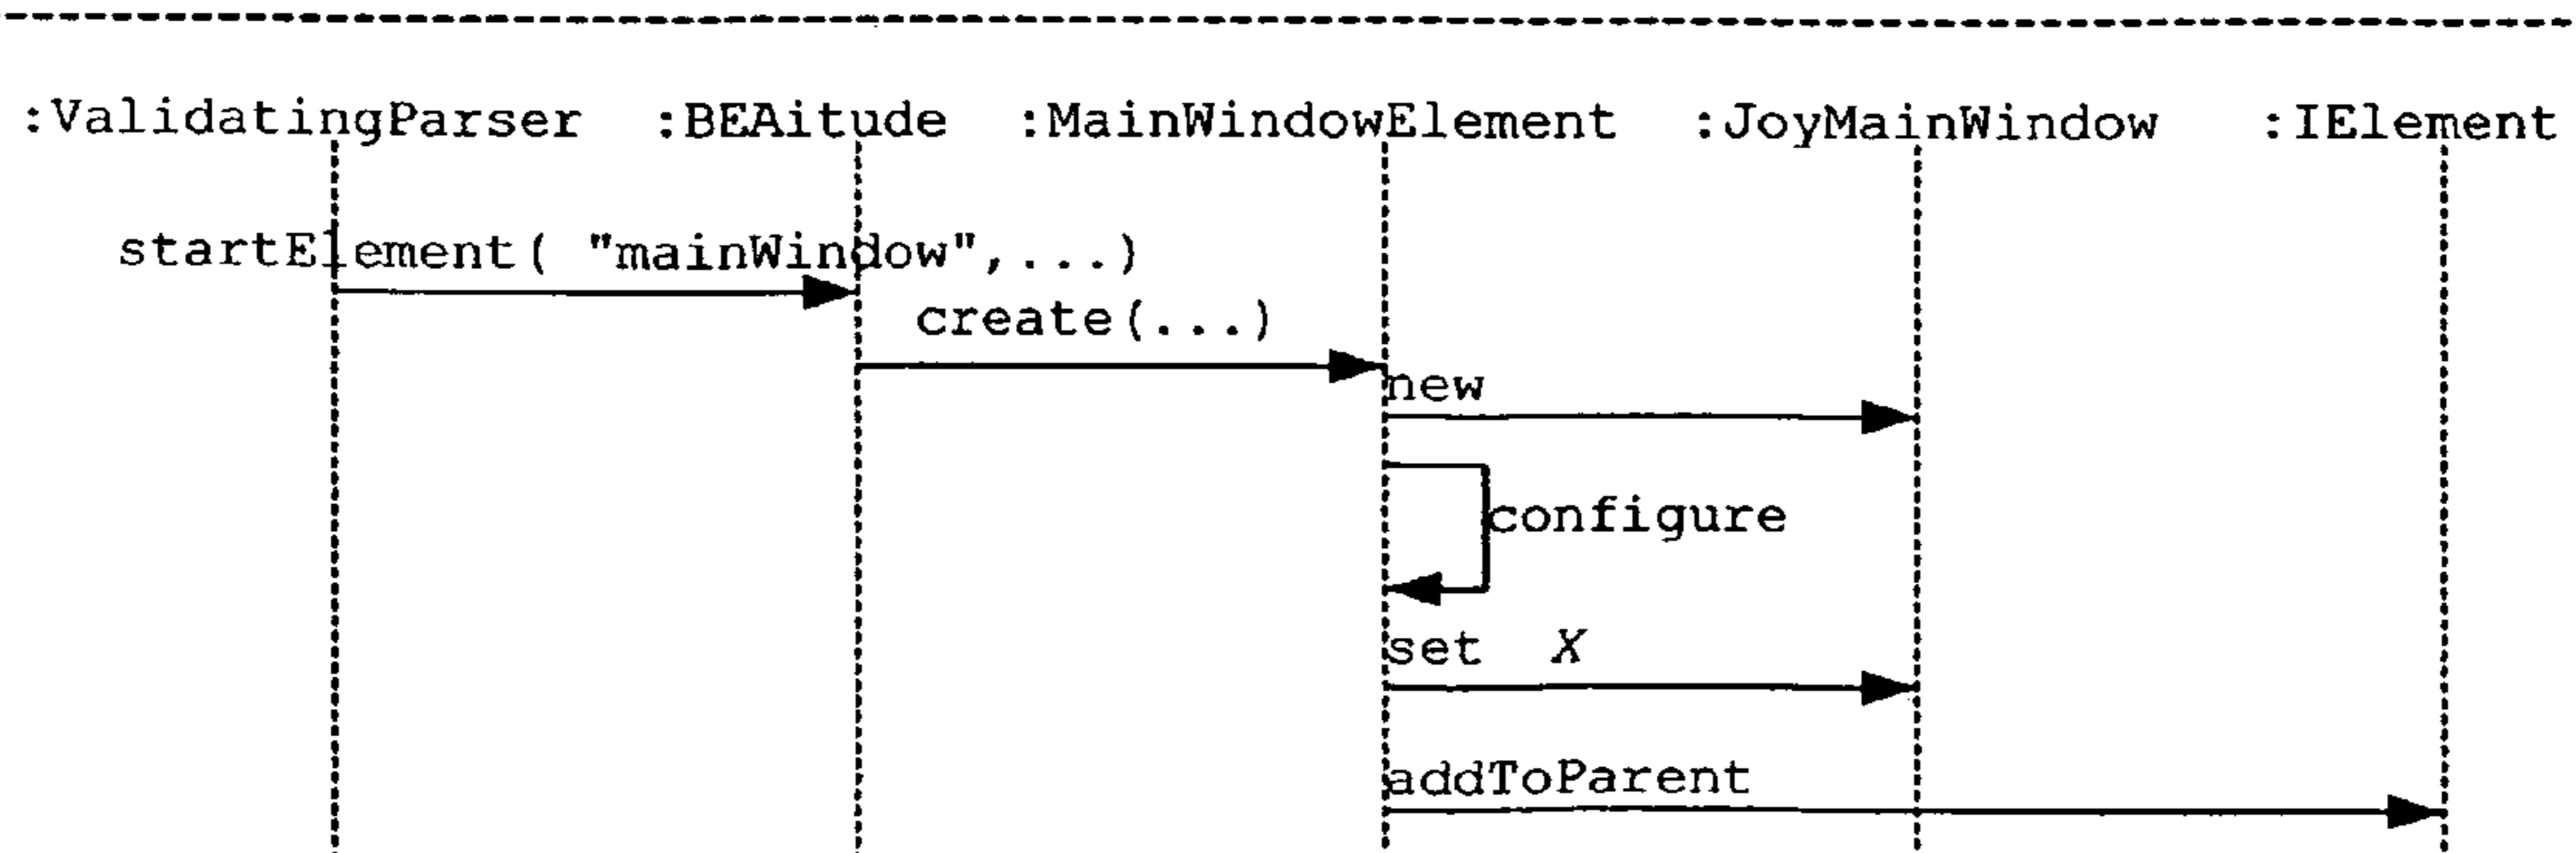 :ValidatingParser :BEAitude :MainWindowElement :JoyMainWindow :IElement
startElement( "mainWindow",...)
create(...)
new
configure
set X
addToParent